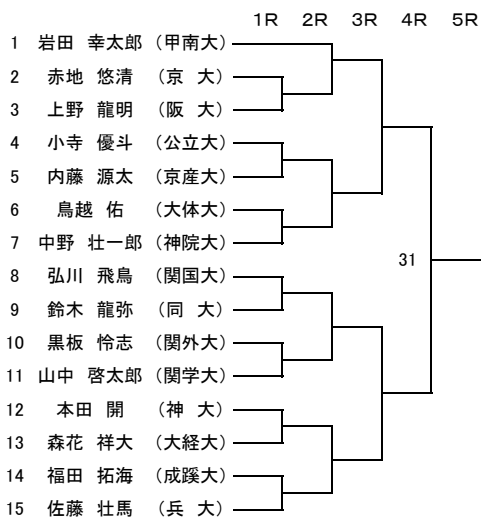 1R 2R 3R 4R 5R
1 岩田 幸太郎 (甲南大)
2 赤地 悠清 (京 大)
3 上野 龍明 (阪 大)
4 小寺 優斗 (公立大)
5 内藤 源太 (京産大)
6 鳥越 佑 (大体大)
7 中野 壮一郎 (神院大)
31
8 弘川 飛鳥 (関国大)
9 鈴木 龍弥 (同 大)
10 黒板 怜志 (関外大)
11 山中 啓太郎 (関学大)
12 本田 開 (神 大)
13 森花 祥大 (大経大)
14 福田 拓海 (成蹊大)
15 佐藤 壮馬 (兵 大)